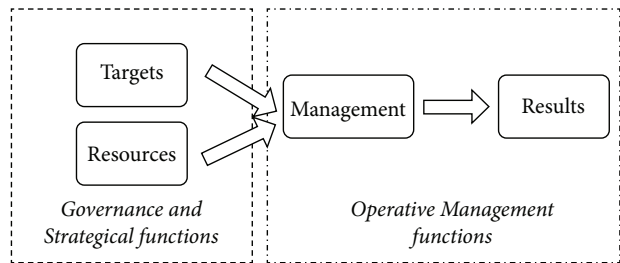 Targets
Resources
Management
Results
Governance and
Strategical functions
Operative Management
functions